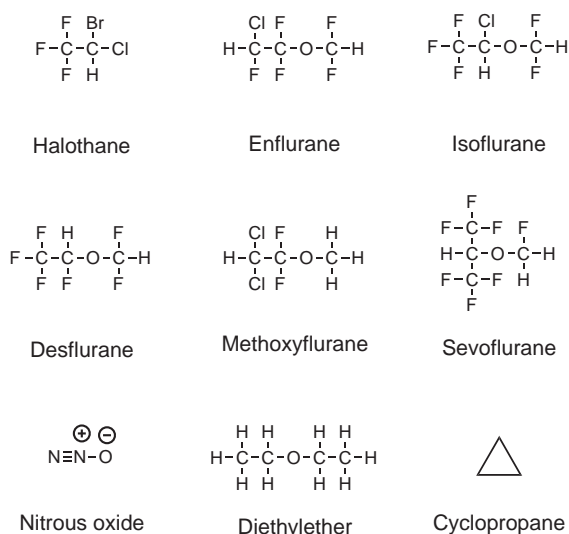 F Br
F-C-C-Cl
F H
Halothane
Cl F F
H-C-C-O-C-H
F F F
Enflurane
F Cl F
F-C-C-O-C-H
F H F
Isoflurane
F H F
F-C-C-O-C-H
F F F
Desflurane
Cl F H
H-C-C-O-C-H
Cl F H
Methoxyflurane
F
F-C-F F
H-C-O-C-H
F-C-F H
F
Sevoflurane
⊕ ⊖
N≡N-O
Nitrous oxide
H H H H
H-C-C-O-C-C-H
H H H H
Diethylether
Cyclopropane